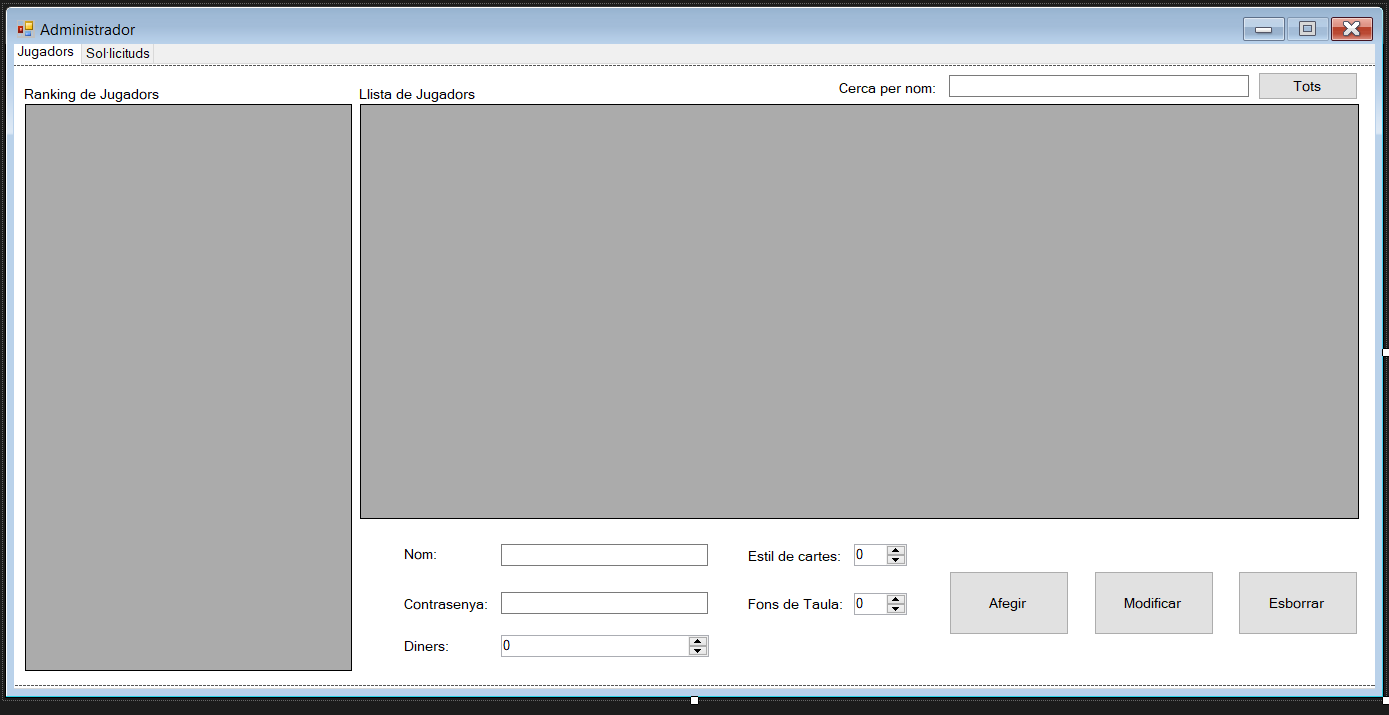 Administrador
Jugadors Sol·licituds
Ranking de Jugadors
Llista de Jugadors
Cerca per nom:
Tots
Nom:
Estil de cartes: 0
Contrasenya:
Fons de Taula: 0
Diners: 0
Afegir
Modificar
Esborrar